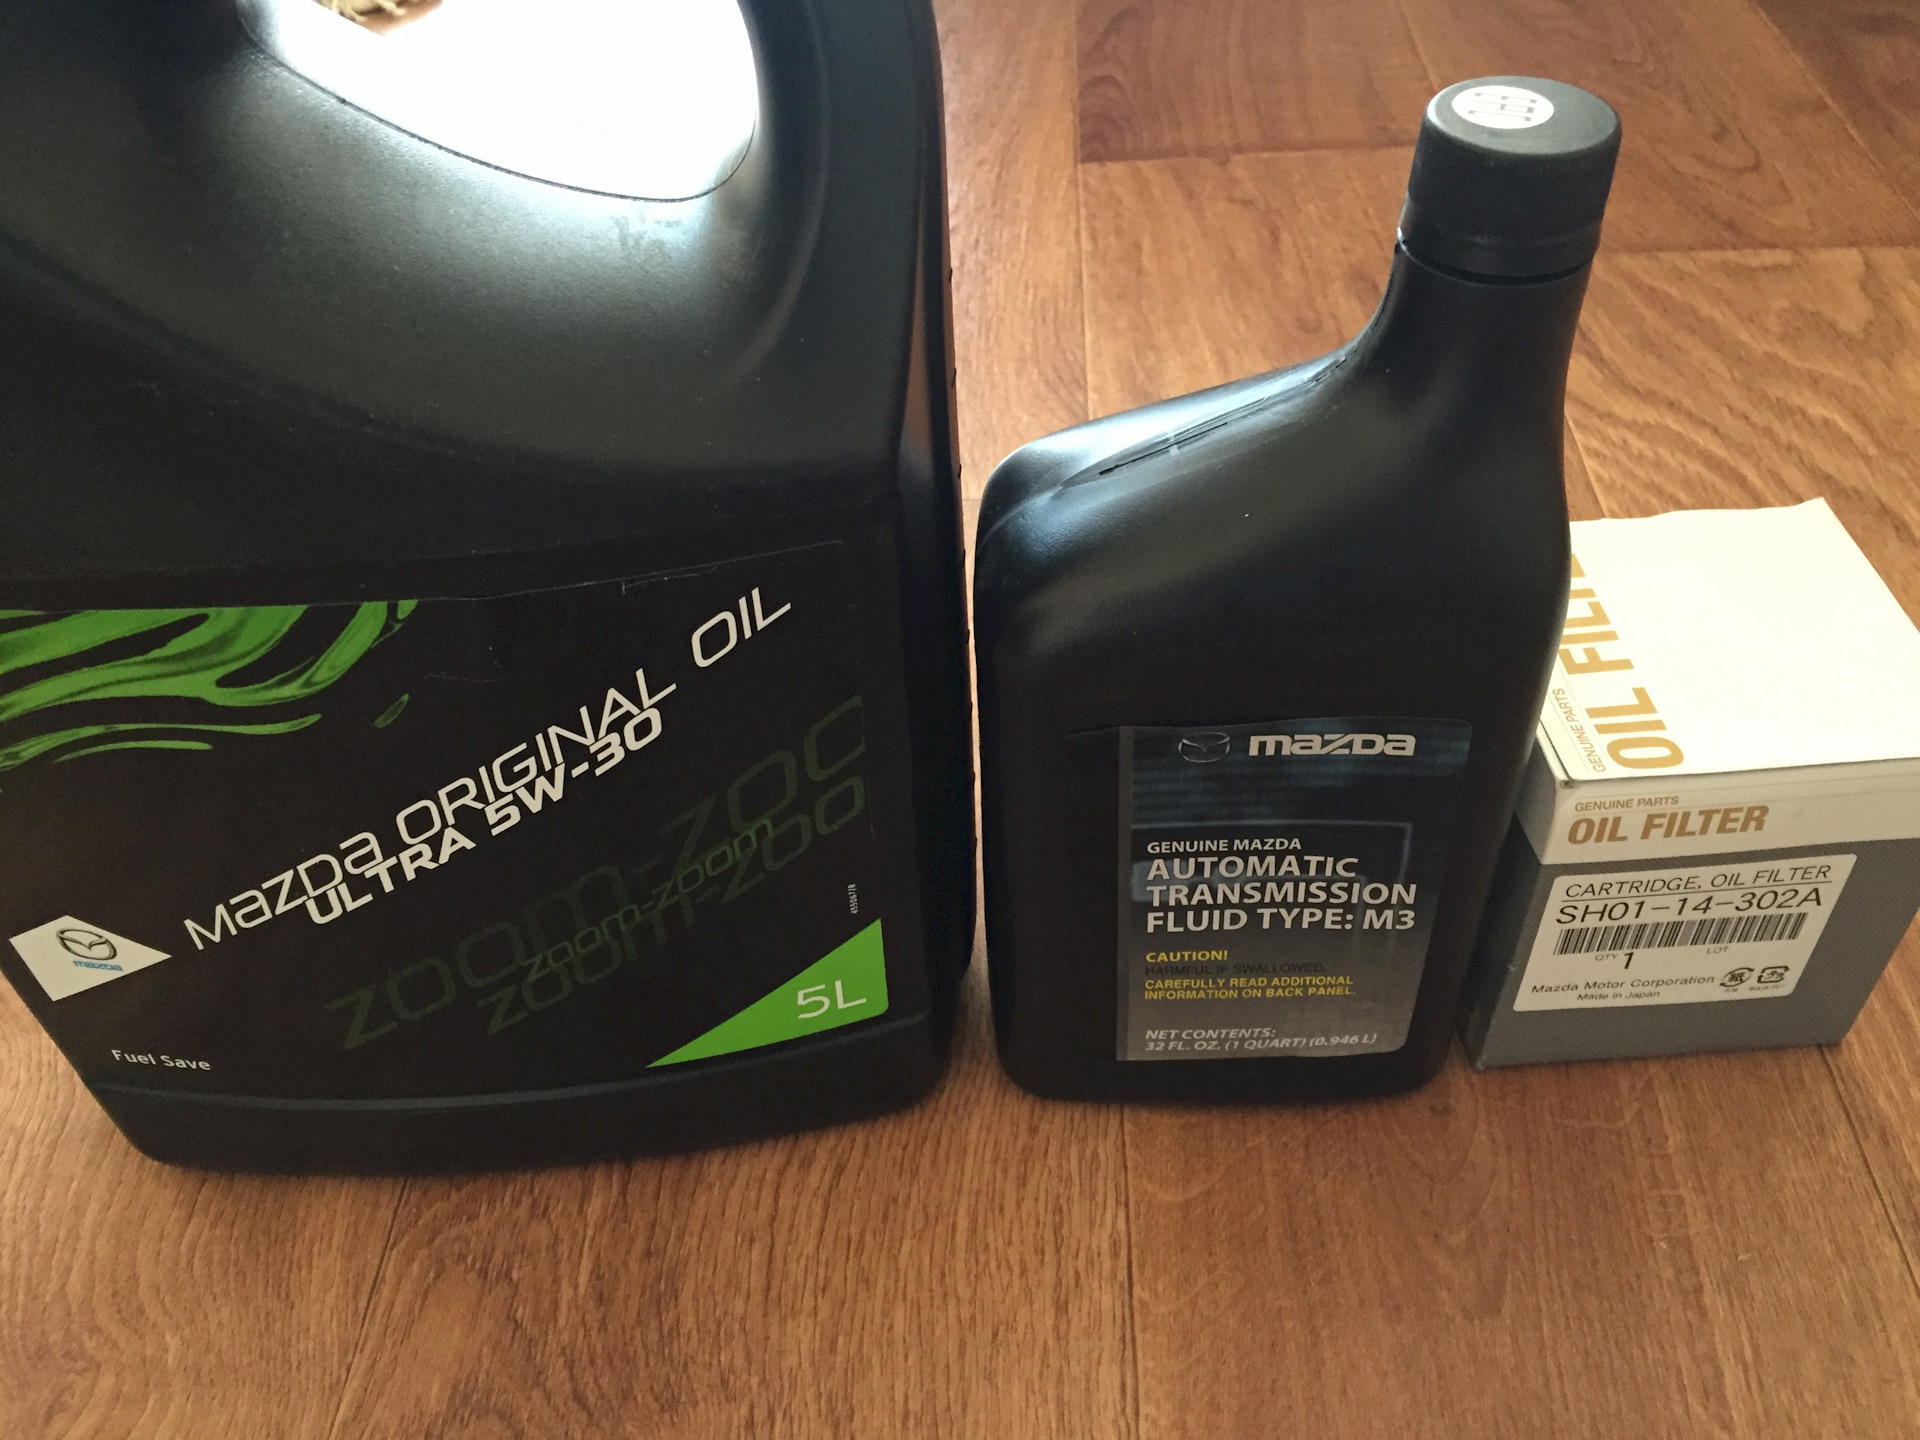 Mazda ORIGINAL OIL
ULTRA 5W-30
zoom-zoo
zoom-zoom
zoom-zoo
mazda
5L
Fuel Save
mazda
GENUINE MAZDA
AUTOMATIC
TRANSMISSION
FLUID TYPE: M3
CAUTION!
HARMFUL IF SWALLOWED.
CAREFULLY READ ADDITIONAL
INFORMATION ON BACK PANEL.
NET CONTENTS:
32 FL. OZ. (1 QUART) (0.946 L)
GENUINE PARTS
OIL FILTE
GENUINE PARTS
OIL FILTER
CARTRIDGE, OIL FILTER
SH01-14-302A
QTY 1 LOT
Mazda Motor Corporation
Made in Japan